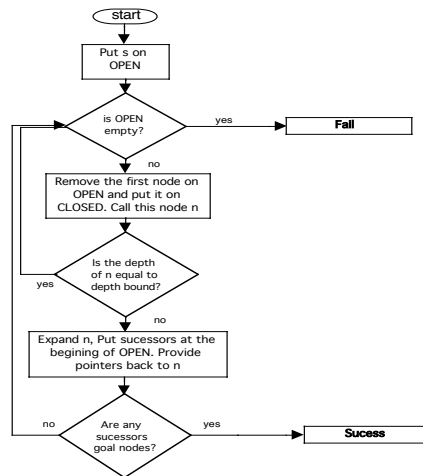 start
Put s on
OPEN
is OPEN
empty?
yes
Fail
no
Remove the first node on
OPEN and put it on
CLOSED. Call this node n
Is the depth
of n equal to
depth bound?
yes
no
Expand n, Put sucessors at the
begining of OPEN. Provide
pointers back to n
no
Are any
sucessors
goal nodes?
yes
Sucess